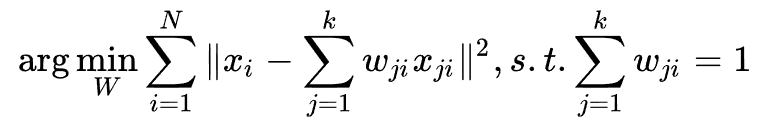 $\arg\min_{W} \sum_{i=1}^{N} \| x_i - \sum_{j=1}^{k} w_{ji} x_{ji} \|^2, s.t. \sum_{j=1}^{k} w_{ji} = 1$